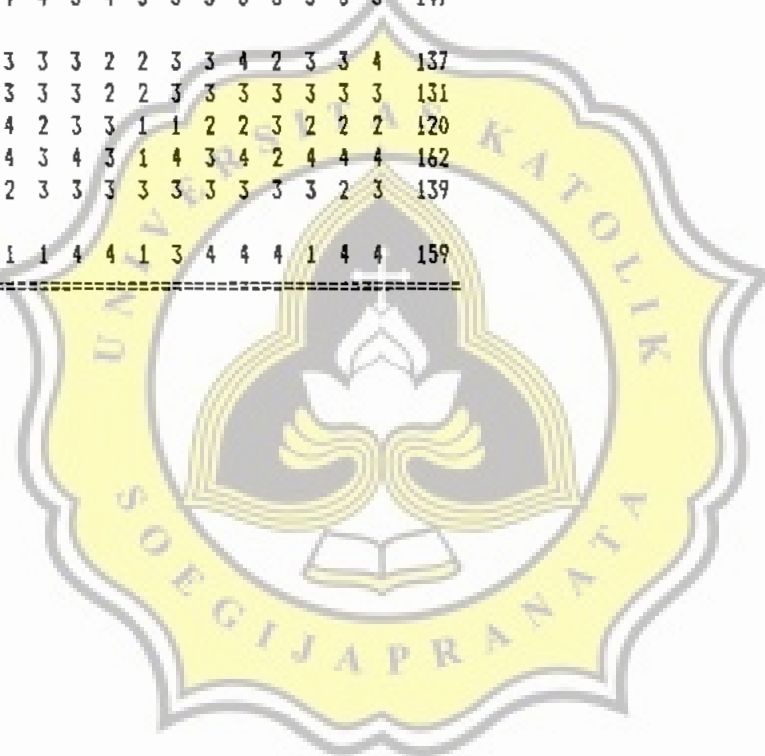 3 3 3 2 2 3 3 4 2 3 3 4 137
3 3 3 2 2 3 3 3 3 3 3 3 131
4 2 3 3 1 1 2 2 3 2 2 2 120
4 3 4 3 1 4 3 4 2 4 4 4 162
2 3 3 3 3 3 3 3 3 3 2 3 139
1 1 4 4 1 3 4 4 4 1 4 4 159
UNIVERSITAS KATOLIK
SOEGIJAPRANATA